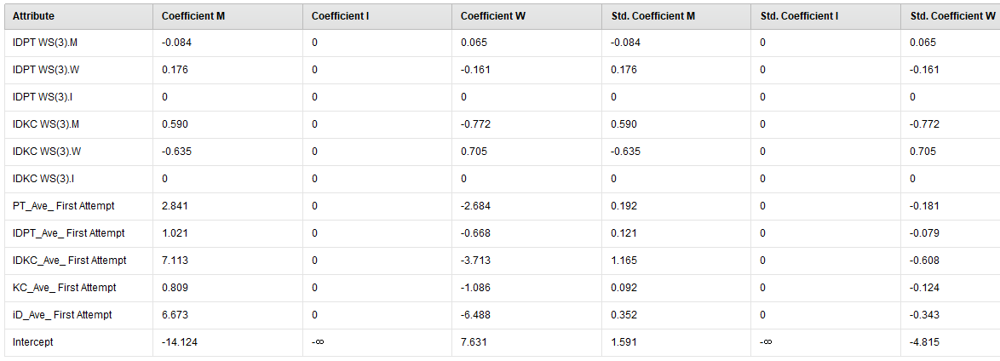 Attribute Coefficient M Coefficient I Coefficient W Std. Coefficient M Std. Coefficient I Std. Coefficient W
IDPT WS(3).M -0.084 0 0.065 -0.084 0 0.065
IDPT WS(3).W 0.176 0 -0.161 0.176 0 -0.161
IDPT WS(3).I 0 0 0 0 0 0
IDKC WS(3).M 0.590 0 -0.772 0.590 0 -0.772
IDKC WS(3).W -0.635 0 0.705 -0.635 0 0.705
IDKC WS(3).I 0 0 0 0 0 0
PT_Ave_ First Attempt 2.841 0 -2.684 0.192 0 -0.181
IDPT_Ave_ First Attempt 1.021 0 -0.668 0.121 0 -0.079
IDKC_Ave_ First Attempt 7.113 0 -3.713 1.165 0 -0.608
KC_Ave_ First Attempt 0.809 0 -1.086 0.092 0 -0.124
iD_Ave_ First Attempt 6.673 0 -6.488 0.352 0 -0.343
Intercept -14.124 -∞ 7.631 1.591 -∞ -4.815